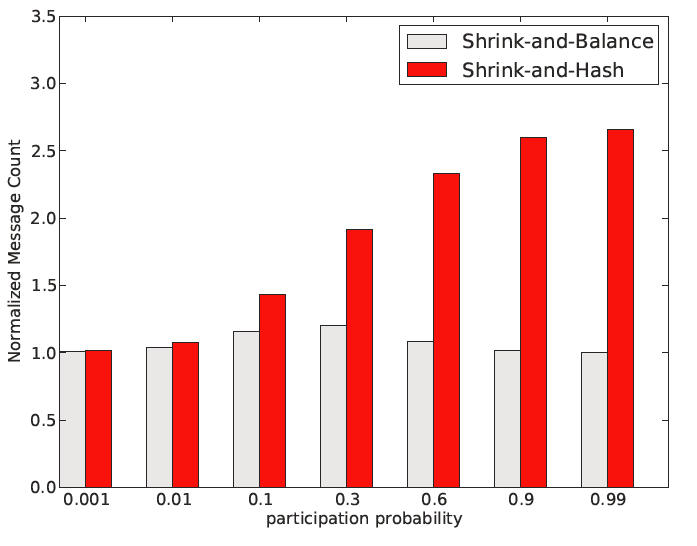 3.5
3.0
2.5
2.0
1.5
1.0
0.5
0.0
Normalized Message Count
Shrink-and-Balance
Shrink-and-Hash
0.001 0.01 0.1 0.3 0.6 0.9 0.99
participation probability